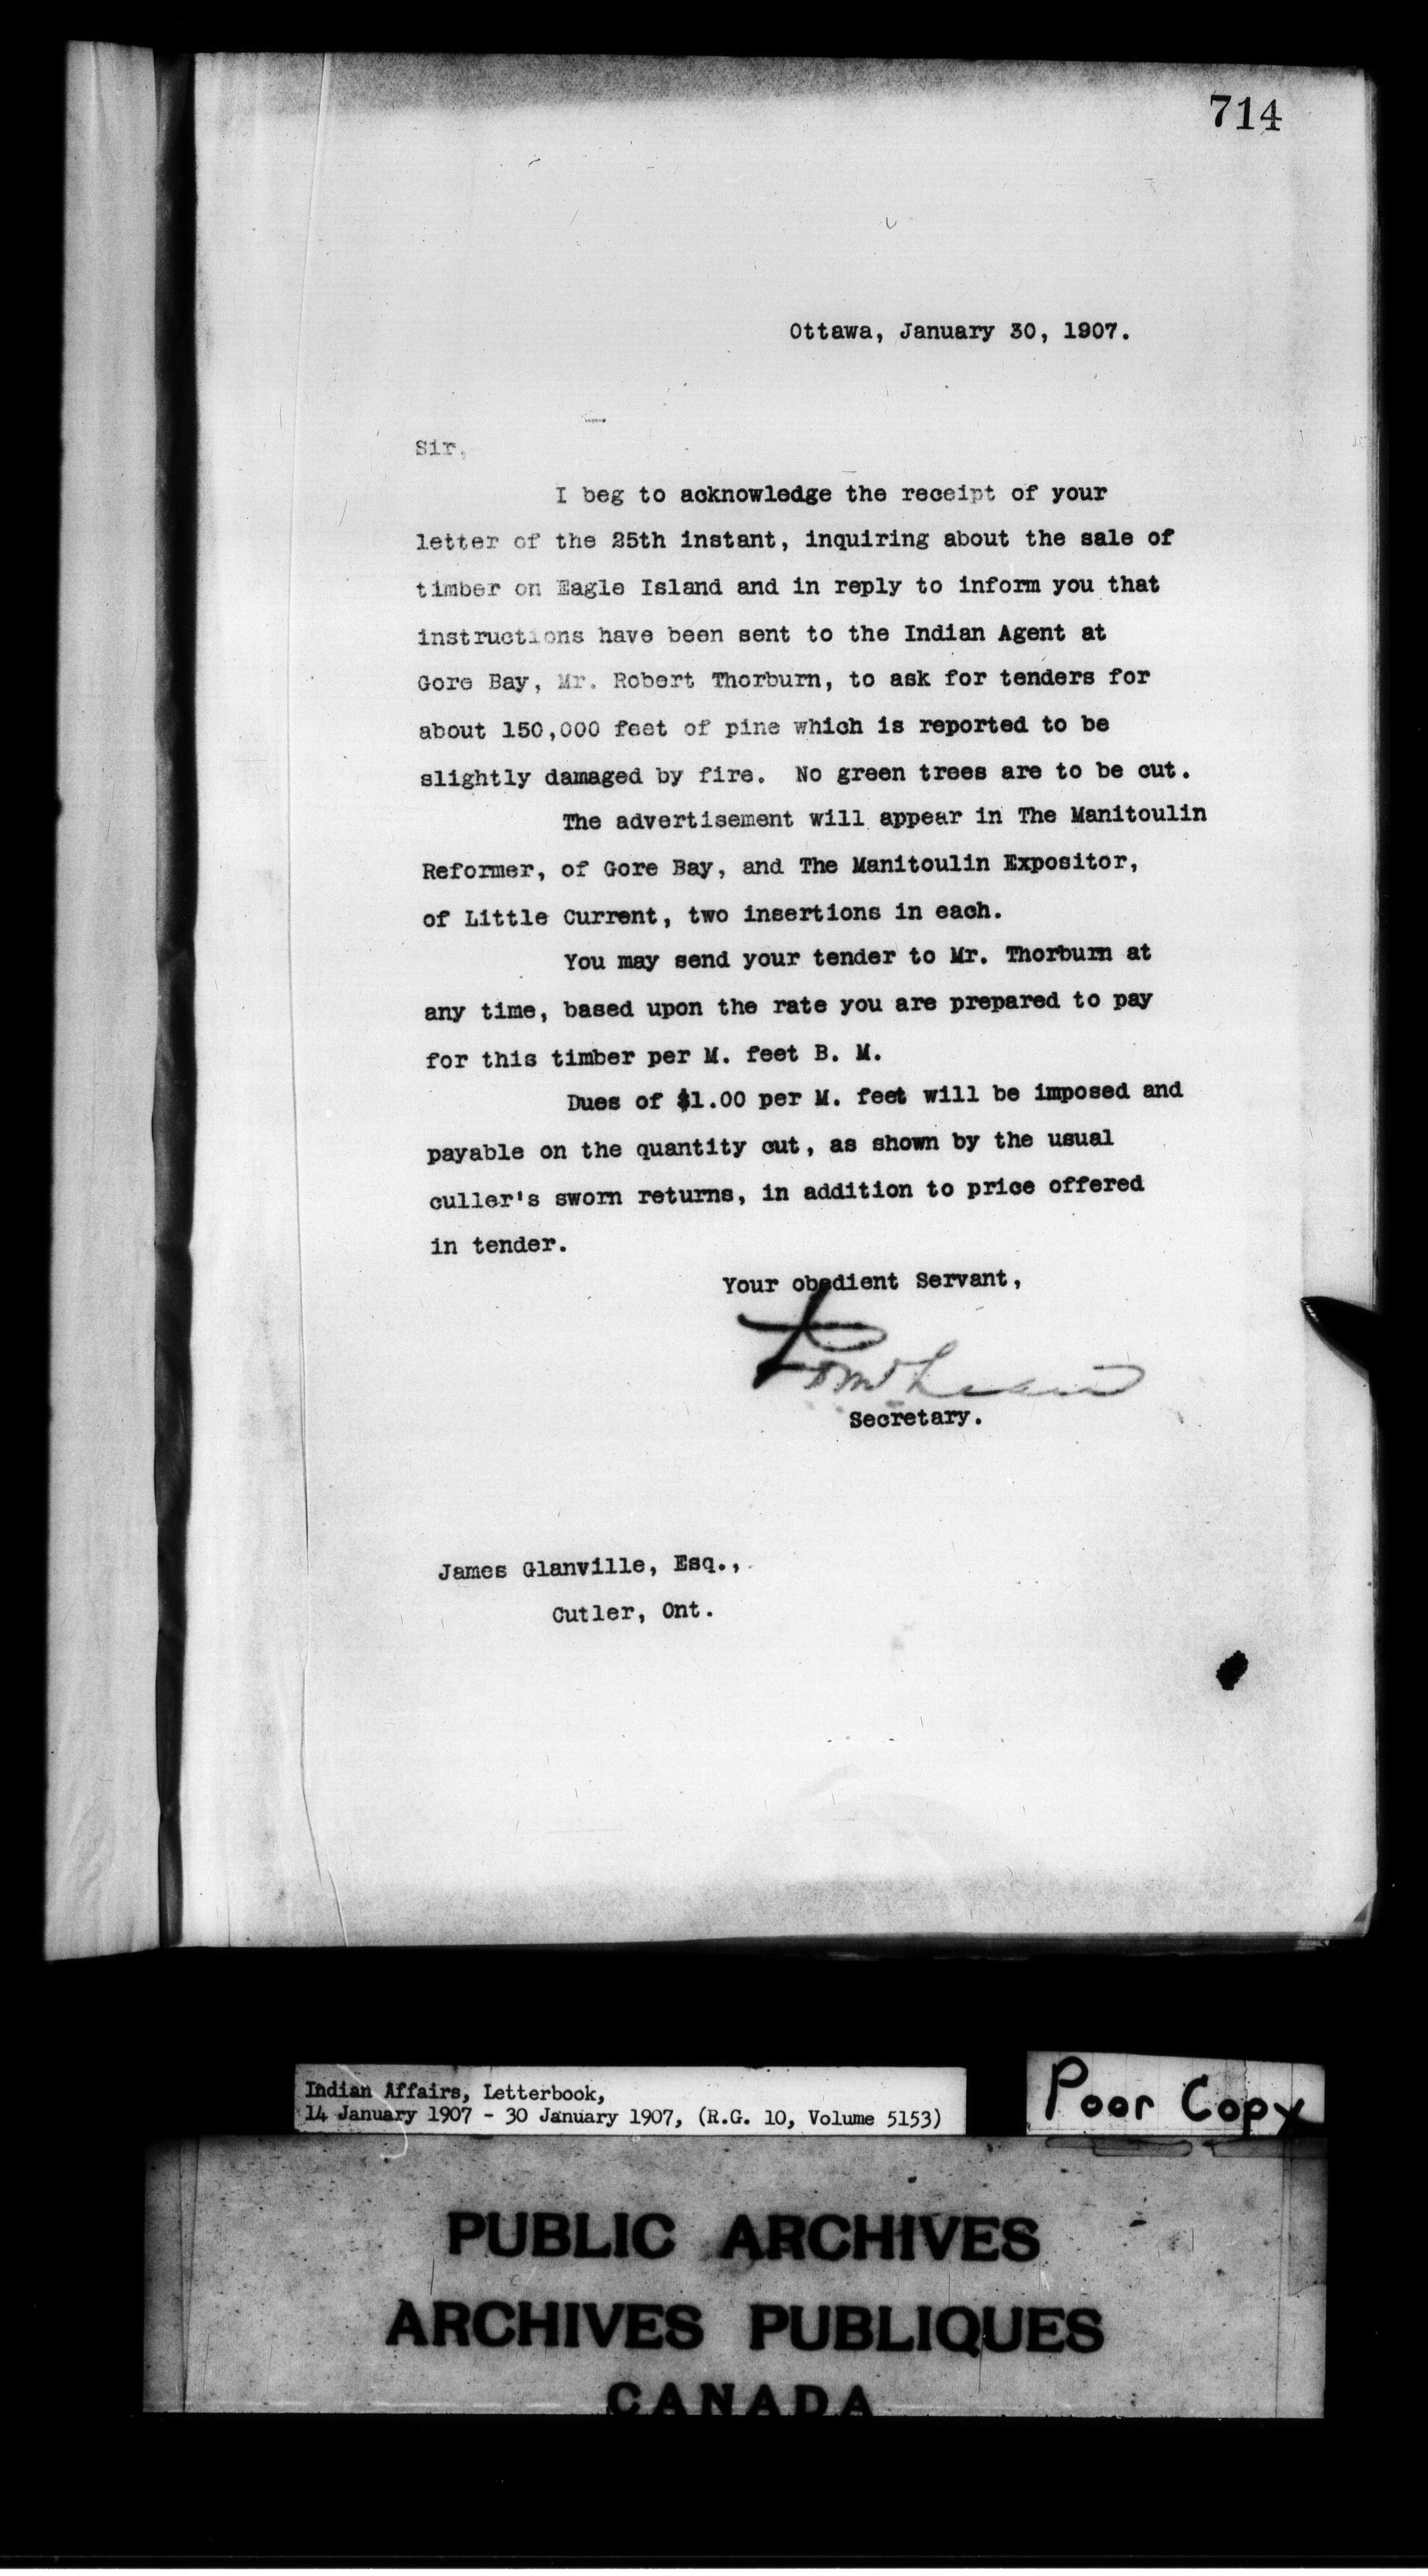 714
Ottawa, January 30, 1907.
Sir,
I beg to acknowledge the receipt of your
letter of the 25th instant, inquiring about the sale of
timber on Eagle Island and in reply to inform you that
instructions have been sent to the Indian Agent at
Gore Bay, Mr. Robert Thorburn, to ask for tenders for
about 150,000 feet of pine which is reported to be
slightly damaged by fire. No green trees are to be cut.
The advertisement will appear in The Manitoulin
Reformer, of Gore Bay, and The Manitoulin Expositor,
of Little Current, two insertions in each.
You may send your tender to Mr. Thorburn at
any time, based upon the rate you are prepared to pay
for this timber per M. feet B. M.
Dues of $1.00 per M. feet will be imposed and
payable on the quantity cut, as shown by the usual
culler's sworn returns, in addition to price offered
in tender.
Your obedient Servant,
Secretary.
James Glanville, Esq.,
Cutler, Ont.
Indian Affairs, Letterbook,
14 January 1907 - 30 January 1907, (R.G. 10, Volume 5153)
Poor Copy
PUBLIC ARCHIVES
ARCHIVES PUBLIQUES
CANADA